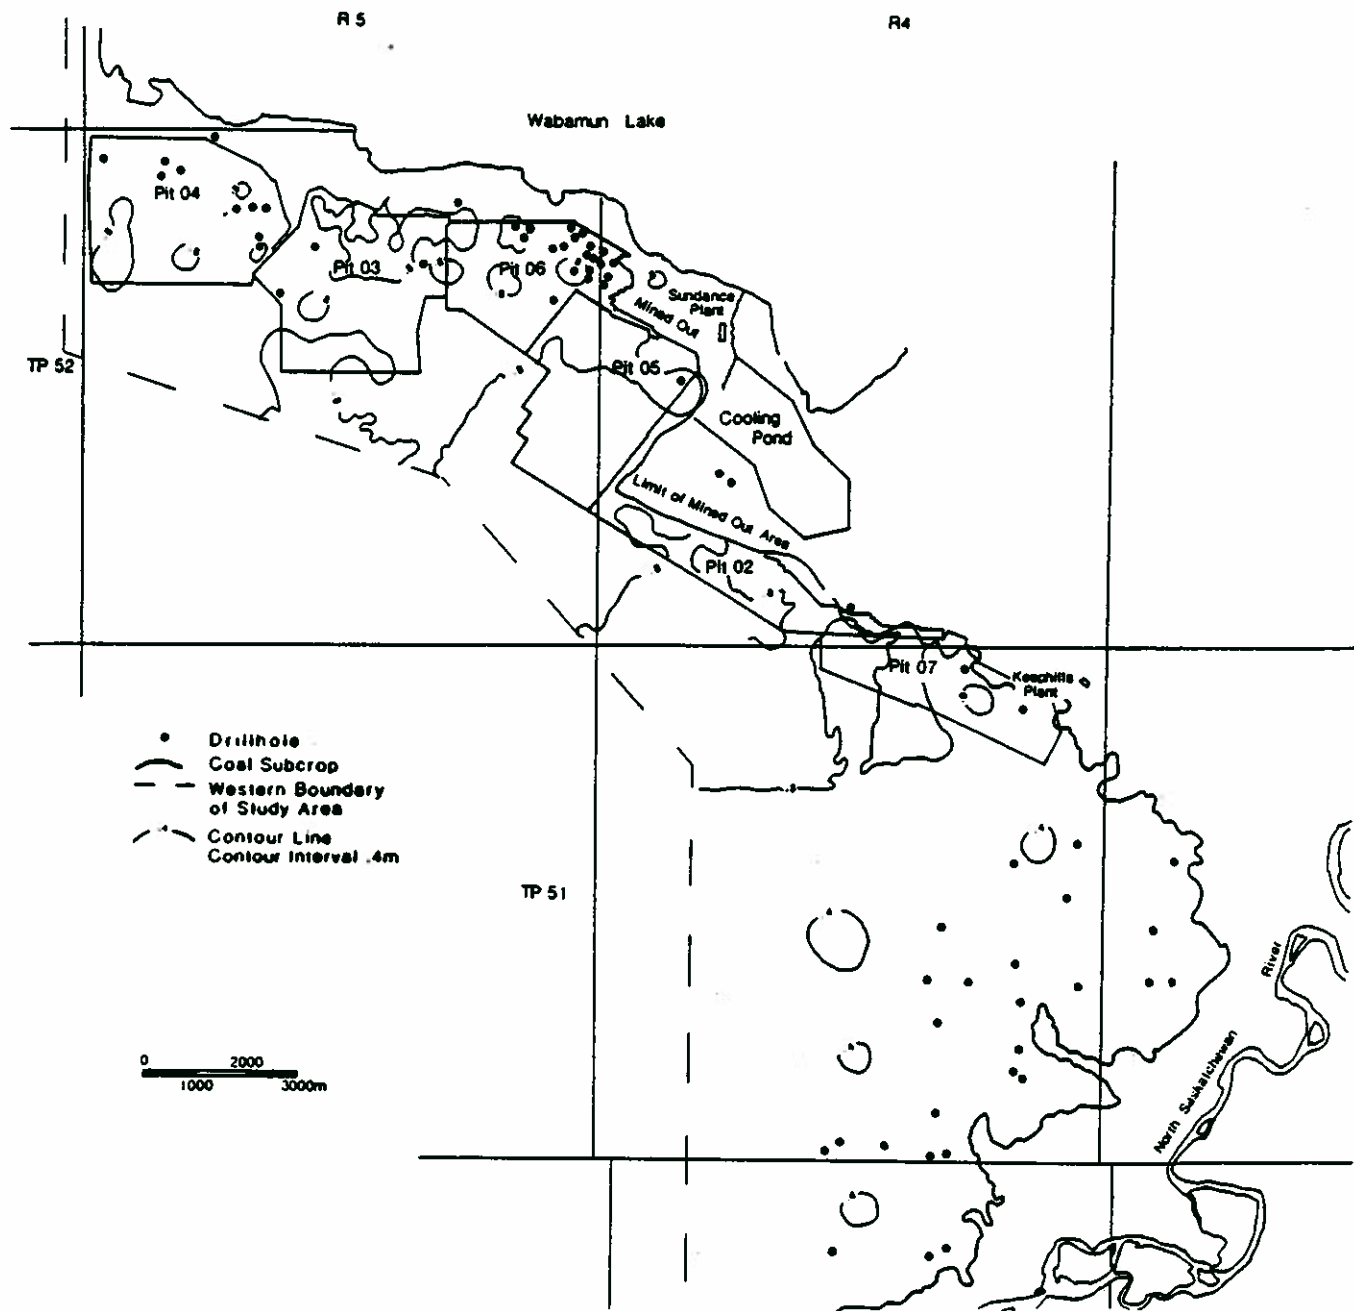 R 5
R4
Wabamun Lake
Pit 04
Pit 03
Pit 06
Sundance
Plant
Mined Out
TP 52
Pit 05
Cooling
Pond
Limit of Mined Out Area
Pit 02
Pit 07
Keephills
Plant
Drillhole
Coal Subcrop
Western Boundary
of Study Area
.4
Contour Line
Contour Interval .4m
TP 51
River
North Saskatchewan
0 2000
1000 3000m